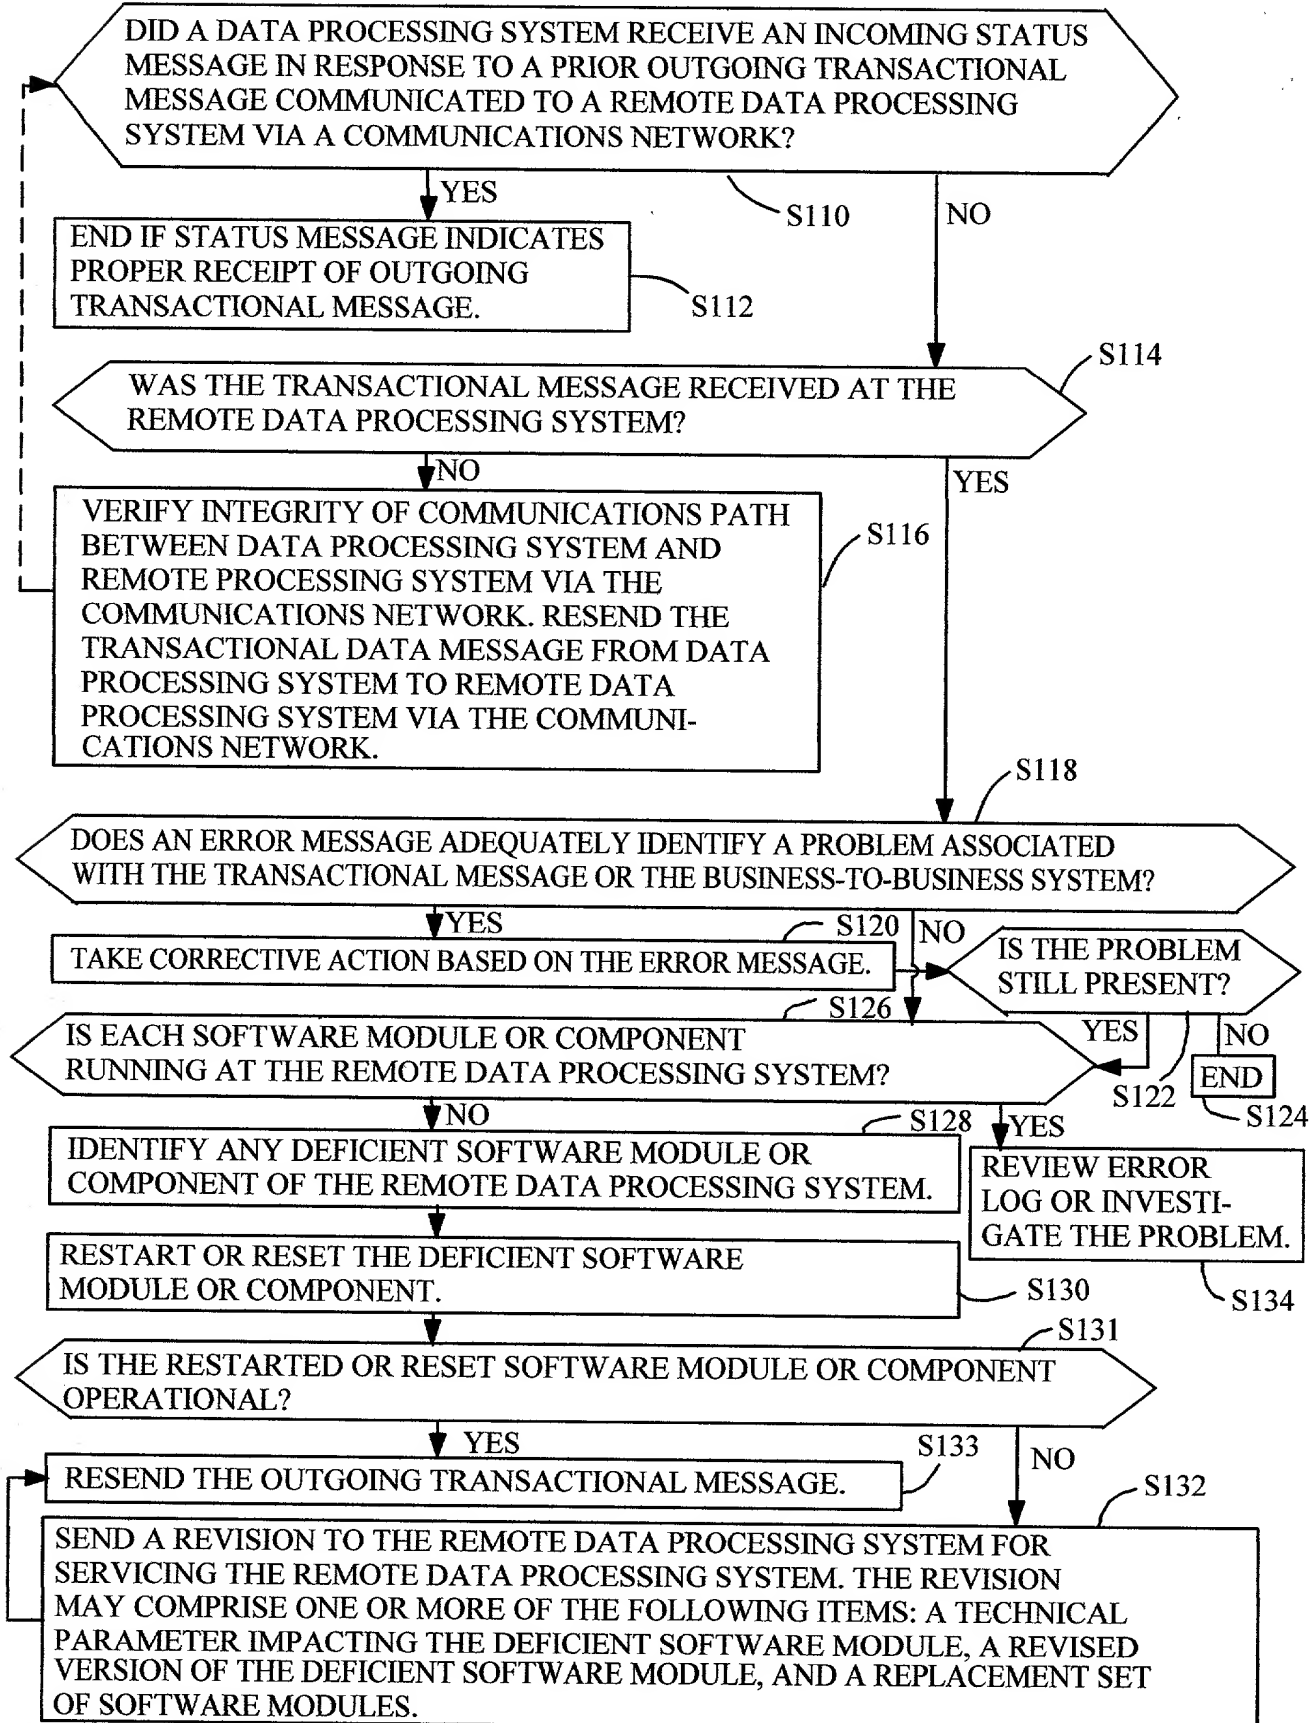 DID A DATA PROCESSING SYSTEM RECEIVE AN INCOMING STATUS
MESSAGE IN RESPONSE TO A PRIOR OUTGOING TRANSACTIONAL
MESSAGE COMMUNICATED TO A REMOTE DATA PROCESSING
SYSTEM VIA A COMMUNICATIONS NETWORK?
YES
S110
NO
END IF STATUS MESSAGE INDICATES
PROPER RECEIPT OF OUTGOING
TRANSACTIONAL MESSAGE.
S112
S114
WAS THE TRANSACTIONAL MESSAGE RECEIVED AT THE
REMOTE DATA PROCESSING SYSTEM?
NO
YES
VERIFY INTEGRITY OF COMMUNICATIONS PATH
BETWEEN DATA PROCESSING SYSTEM AND
REMOTE PROCESSING SYSTEM VIA THE
COMMUNICATIONS NETWORK. RESEND THE
TRANSACTIONAL DATA MESSAGE FROM DATA
PROCESSING SYSTEM TO REMOTE DATA
PROCESSING SYSTEM VIA THE COMMUNI-
CATIONS NETWORK.
S116
S118
DOES AN ERROR MESSAGE ADEQUATELY IDENTIFY A PROBLEM ASSOCIATED
WITH THE TRANSACTIONAL MESSAGE OR THE BUSINESS-TO-BUSINESS SYSTEM?
YES
S120
NO
TAKE CORRECTIVE ACTION BASED ON THE ERROR MESSAGE.
IS THE PROBLEM
STILL PRESENT?
S126
YES
NO
S122
END
S124
IS EACH SOFTWARE MODULE OR COMPONENT
RUNNING AT THE REMOTE DATA PROCESSING SYSTEM?
NO
S128
YES
IDENTIFY ANY DEFICIENT SOFTWARE MODULE OR
COMPONENT OF THE REMOTE DATA PROCESSING SYSTEM.
REVIEW ERROR
LOG OR INVESTI-
GATE THE PROBLEM.
S134
RESTART OR RESET THE DEFICIENT SOFTWARE
MODULE OR COMPONENT.
S130
S131
IS THE RESTARTED OR RESET SOFTWARE MODULE OR COMPONENT
OPERATIONAL?
YES
S133
NO
RESEND THE OUTGOING TRANSACTIONAL MESSAGE.
S132
SEND A REVISION TO THE REMOTE DATA PROCESSING SYSTEM FOR
SERVICING THE REMOTE DATA PROCESSING SYSTEM. THE REVISION
MAY COMPRISE ONE OR MORE OF THE FOLLOWING ITEMS: A TECHNICAL
PARAMETER IMPACTING THE DEFICIENT SOFTWARE MODULE, A REVISED
VERSION OF THE DEFICIENT SOFTWARE MODULE, AND A REPLACEMENT SET
OF SOFTWARE MODULES.